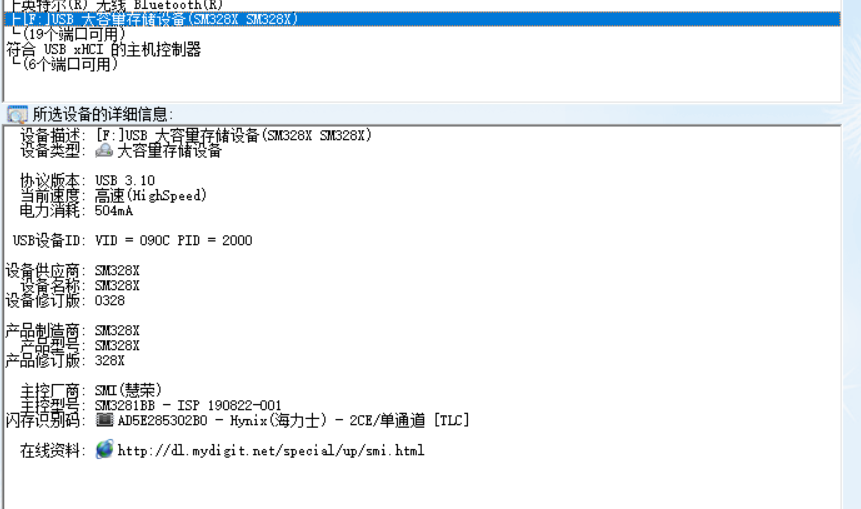 英特尔(R) 无线 Bluetooth(R)
[F:]USB 大容量存储设备(SM328X SM328X)
(19个端口可用)
符合 USB xHCI 的主机控制器
(6个端口可用)
所选设备的详细信息:
设备描述: [F:]USB 大容量存储设备(SM328X SM328X)
设备类型: 大容量存储设备
协议版本: USB 3.10
当前速度: 高速(HighSpeed)
电力消耗: 504mA
USB设备ID: VID = 090C PID = 2000
设备供应商: SM328X
设备名称: SM328X
设备修订版: 0328
产品制造商: SM328X
产品型号: SM328X
产品修订版: 328X
主控厂商: SMI(慧荣)
主控型号: SM3281BB - ISP 190822-001
闪存识别码: AD5E285302B0 - Hynix(海力士) - 2CE/单通道 [TLC]
在线资料: http://dl.mydigit.net/special/up/smi.html